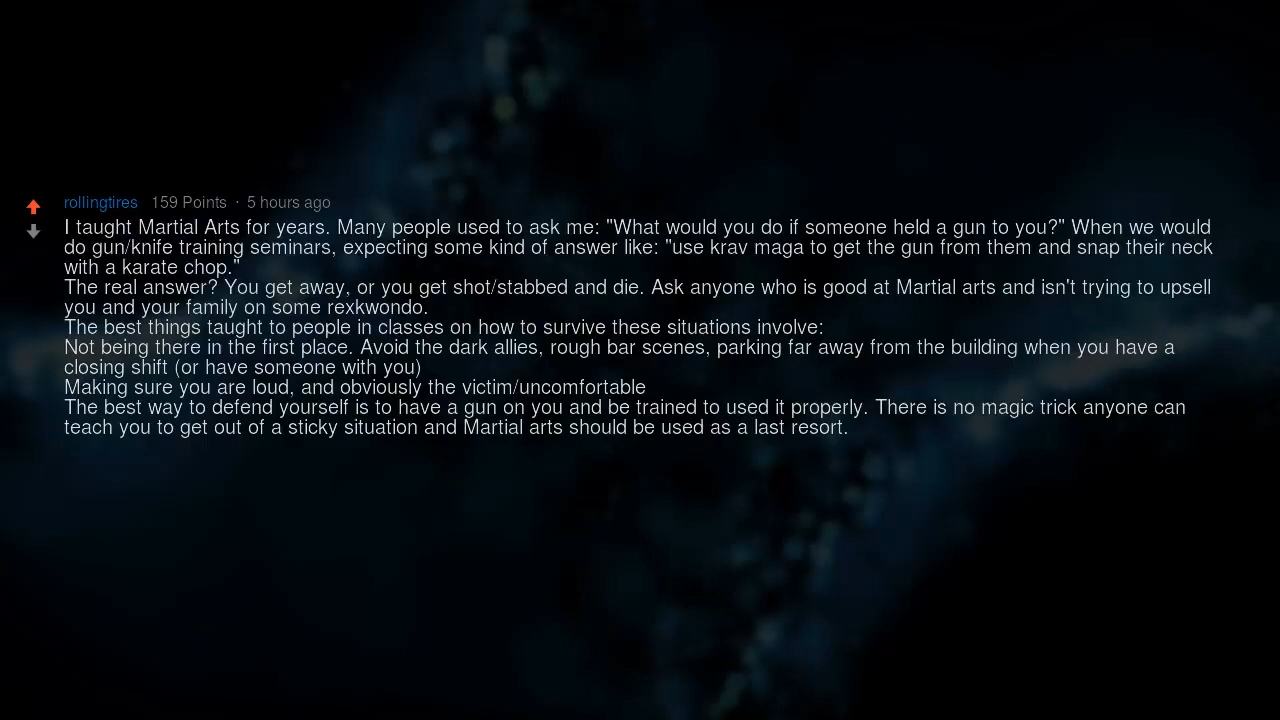 rollingtires 159 Points · 5 hours ago
I taught Martial Arts for years. Many people used to ask me: "What would you do if someone held a gun to you?" When we would
do gun/knife training seminars, expecting some kind of answer like: "use krav maga to get the gun from them and snap their neck
with a karate chop."
The real answer? You get away, or you get shot/stabbed and die. Ask anyone who is good at Martial arts and isn't trying to upsell
you and your family on some rexkwondo.
The best things taught to people in classes on how to survive these situations involve:
Not being there in the first place. Avoid the dark allies, rough bar scenes, parking far away from the building when you have a
closing shift (or have someone with you)
Making sure you are loud, and obviously the victim/uncomfortable
The best way to defend yourself is to have a gun on you and be trained to used it properly. There is no magic trick anyone can
teach you to get out of a sticky situation and Martial arts should be used as a last resort.